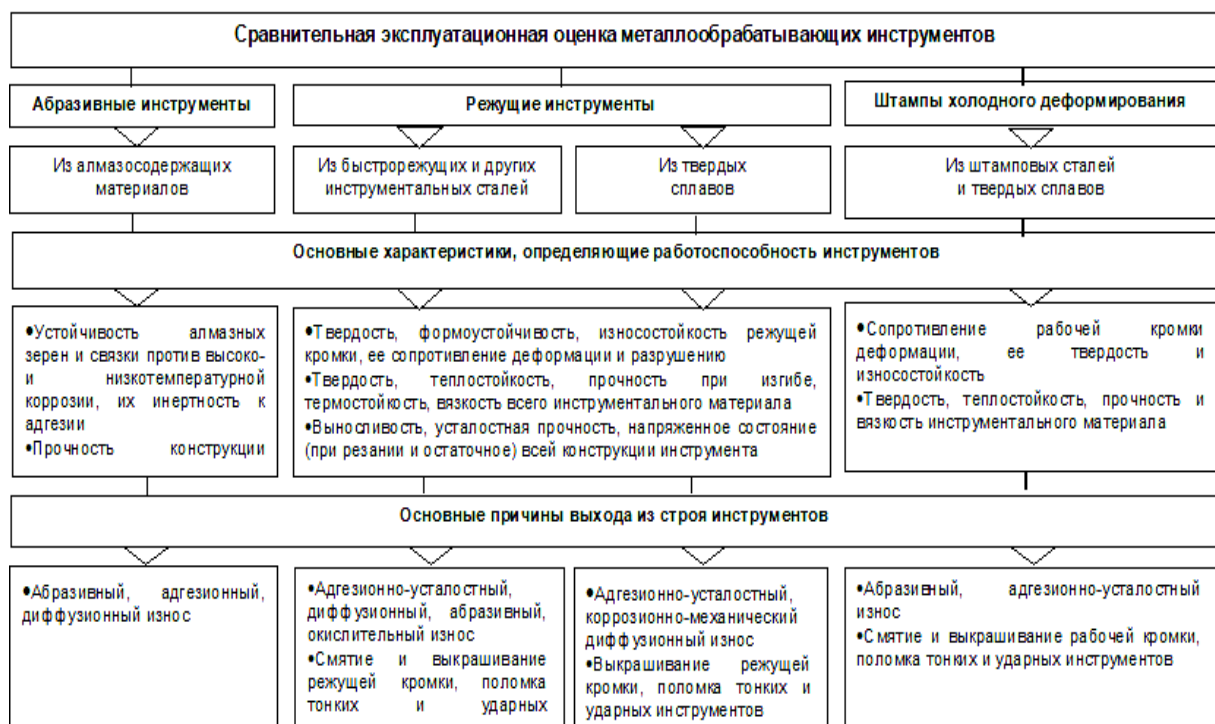 Сравнительная эксплуатационная оценка металлообрабатывающих инструментов
Абразивные инструменты
Режущие инструменты
Штампы холодного деформирования
Из алмазосодержащих
материалов
Из быстрорежущих и других
инструментальных сталей
Из твердых
сплавов
Из штамповых сталей
и твердых сплавов
Основные характеристики, определяющие работоспособность инструментов
•Устойчивость алмазных
зерен и связки против высоко-
и низкотемпературной
коррозии, их инертность к
адгезии
•Прочность конструкции
•Твердость, формоустойчивость, износостойкость режущей
кромки, ее сопротивление деформации и разрушению
•Твердость, теплостойкость, прочность при изгибе,
термостойкость, вязкость всего инструментального материала
•Выносливость, усталостная прочность, напряженное состояние
(при резании и остаточное) всей конструкции инструмента
•Сопротивление рабочей кромки
деформации, ее твердость и
износостойкость
•Твердость, теплостойкость, прочность и
вязкость инструментального материала
Основные причины выхода из строя инструментов
•Абразивный, адгезионный,
диффузионный износ
•Адгезионно-усталостный,
диффузионный, абразивный,
окислительный износ
•Смятие и выкрашивание
режущей кромки, поломка
тонких и ударных
•Адгезионно-усталостный,
коррозионно-механический
диффузионный износ
•Выкрашивание режущей
кромки, поломка тонких и
ударных инструментов
•Абразивный, адгезионно-усталостный
износ
•Смятие и выкрашивание рабочей кромки,
поломка тонких и ударных инструментов